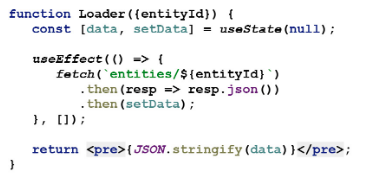 function Loader({entityId}) {
   const [data, setData] = useState(null);

   useEffect(() => {
      fetch(`entities/${entityId}`)
         .then(resp => resp.json())
         .then(setData);
   }, []);

   return <pre>{JSON.stringify(data)}</pre>;
}